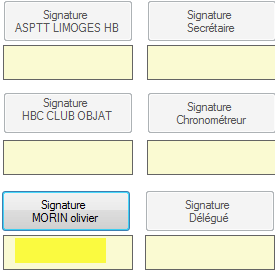 Signature
ASPTT LIMOGES HB
Signature
Secrétaire
Signature
HBC CLUB OBJAT
Signature
Chronométreur
Signature
MORIN olivier
Signature
Délégué